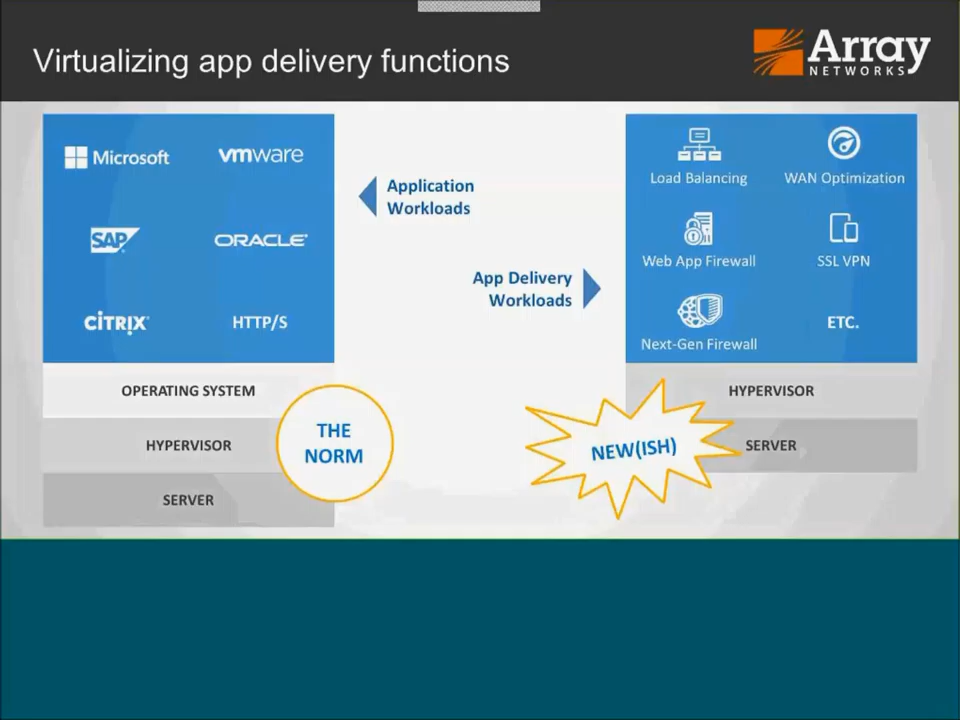 Virtualizing app delivery functions
Array
NETWORKS
Microsoft
vmware
SAP
ORACLE
CITRIX
HTTP/S
OPERATING SYSTEM
HYPERVISOR
SERVER
THE
NORM
Application
Workloads
App Delivery
Workloads
Load Balancing
WAN Optimization
Web App Firewall
SSL VPN
Next-Gen Firewall
ETC.
HYPERVISOR
SERVER
NEW(ISH)